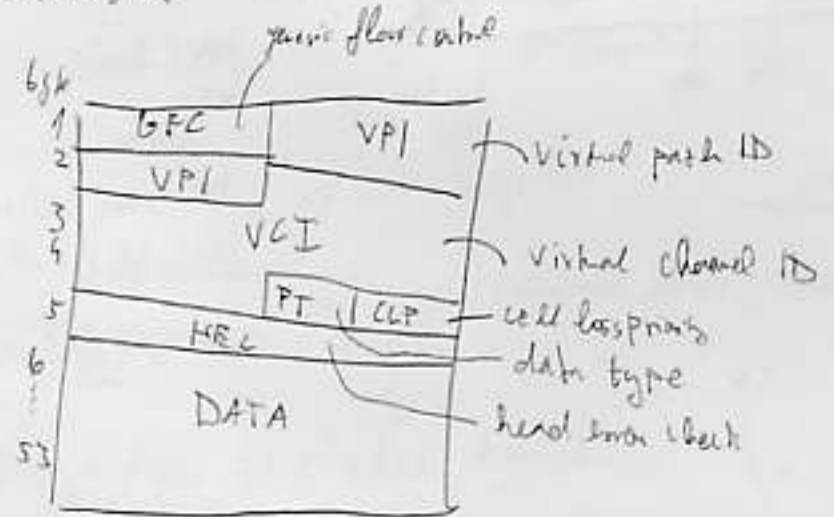 flow control
byte
1 GFC VPI
virtual path ID
2 VPI
3 VCI
4
virtual channel ID
PT CLP
cell loss priority
5 HEC
data type
6
head error check
DATA
53